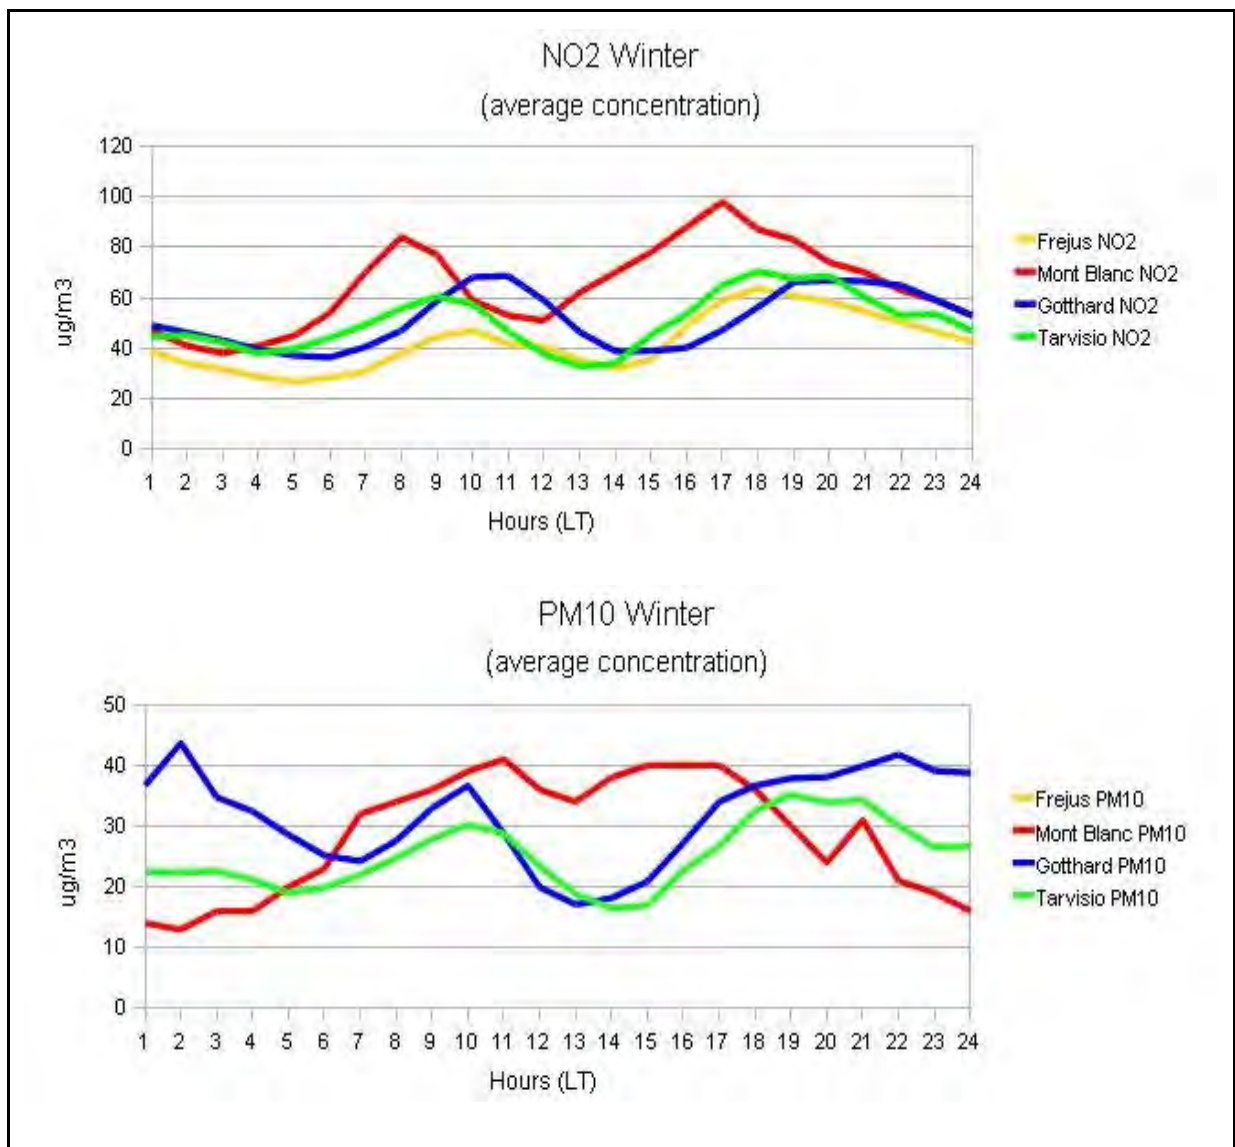 NO2 Winter
(average concentration)
120
100
80
60
40
20
0
ug/m3
1 2 3 4 5 6 7 8 9 10 11 12 13 14 15 16 17 18 19 20 21 22 23 24
Hours (LT)
Frejus NO2
Mont Blanc NO2
Gotthard NO2
Tarvisio NO2
PM10 Winter
(average concentration)
50
40
30
20
10
0
ug/m3
1 2 3 4 5 6 7 8 9 10 11 12 13 14 15 16 17 18 19 20 21 22 23 24
Hours (LT)
Frejus PM10
Mont Blanc PM10
Gotthard PM10
Tarvisio PM10